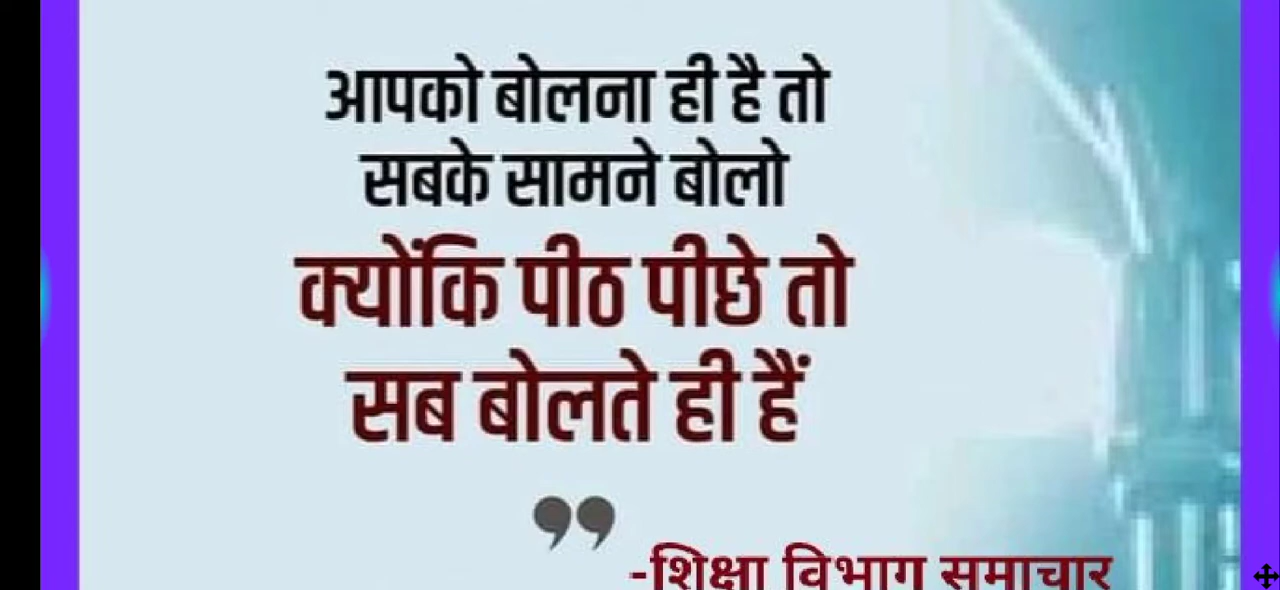 आपको बोलना ही है तो
सबके सामने बोलो
क्योंकि पीठ पीछे तो
सब बोलते ही हैं
”
-शिक्षा विभाग समाचार